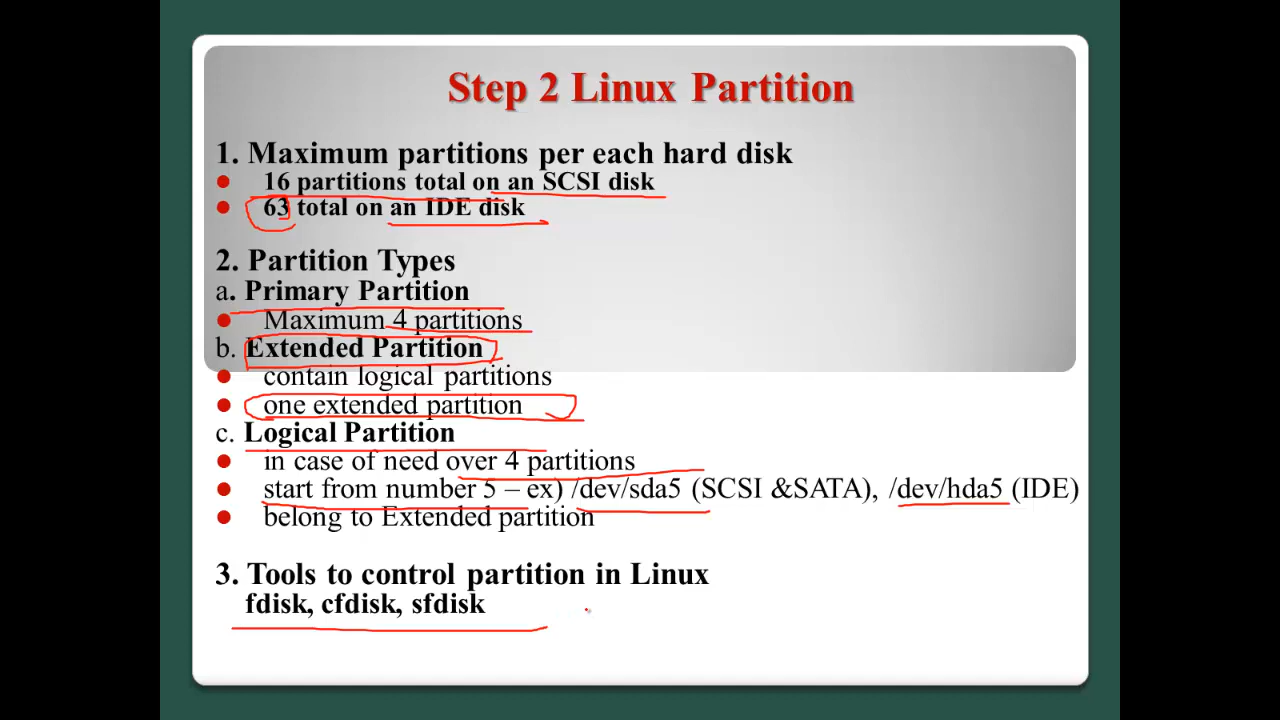 Step 2 Linux Partition
1. Maximum partitions per each hard disk
16 partitions total on an SCSI disk
63 total on an IDE disk
2. Partition Types
a. Primary Partition
Maximum 4 partitions
b. Extended Partition
contain logical partitions
one extended partition
c. Logical Partition
in case of need over 4 partitions
start from number 5 – ex) /dev/sda5 (SCSI &SATA), /dev/hda5 (IDE)
belong to Extended partition
3. Tools to control partition in Linux
fdisk, cfdisk, sfdisk